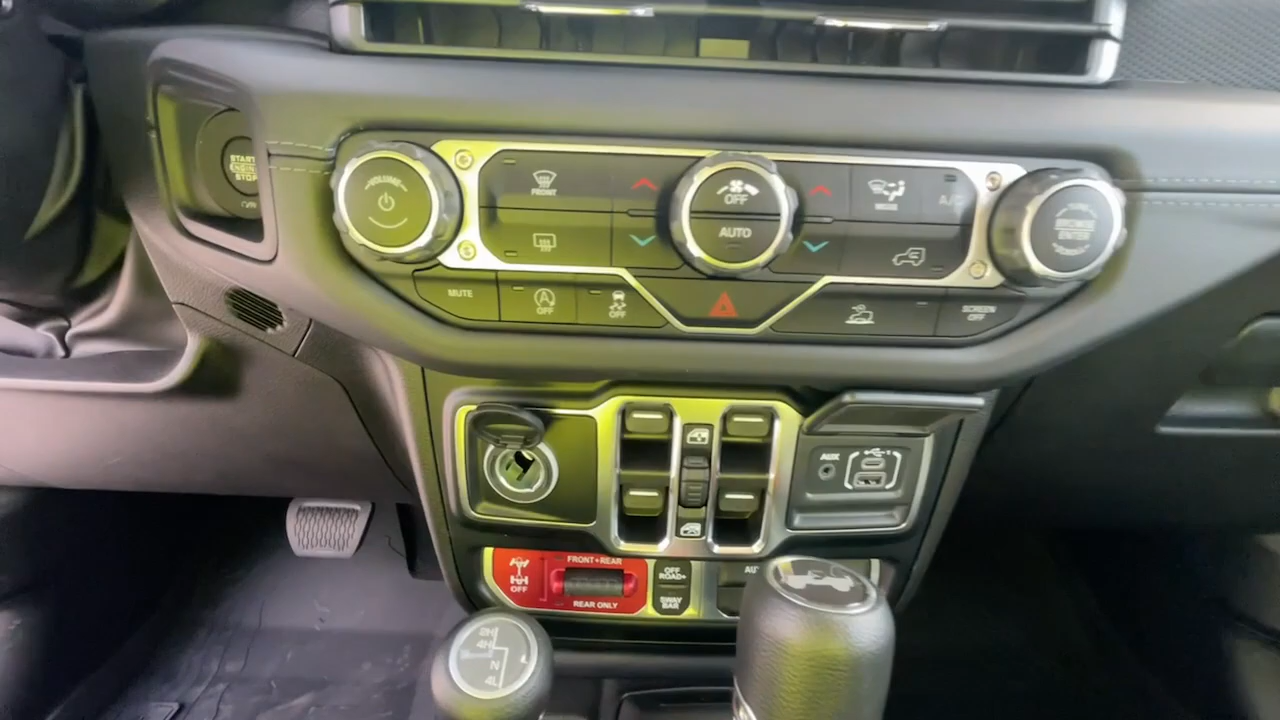 START
ENGINE
STOP
VOLUME
FRONT
OFF
AUTO
MODE
A/C
BROWSE
ENTER
MUTE
OFF
OFF
SCREEN
OFF
AUX
FRONT+REAR
OFF
REAR ONLY
OFF
ROAD+
SWAY
BAR
2H
4H
N
4L